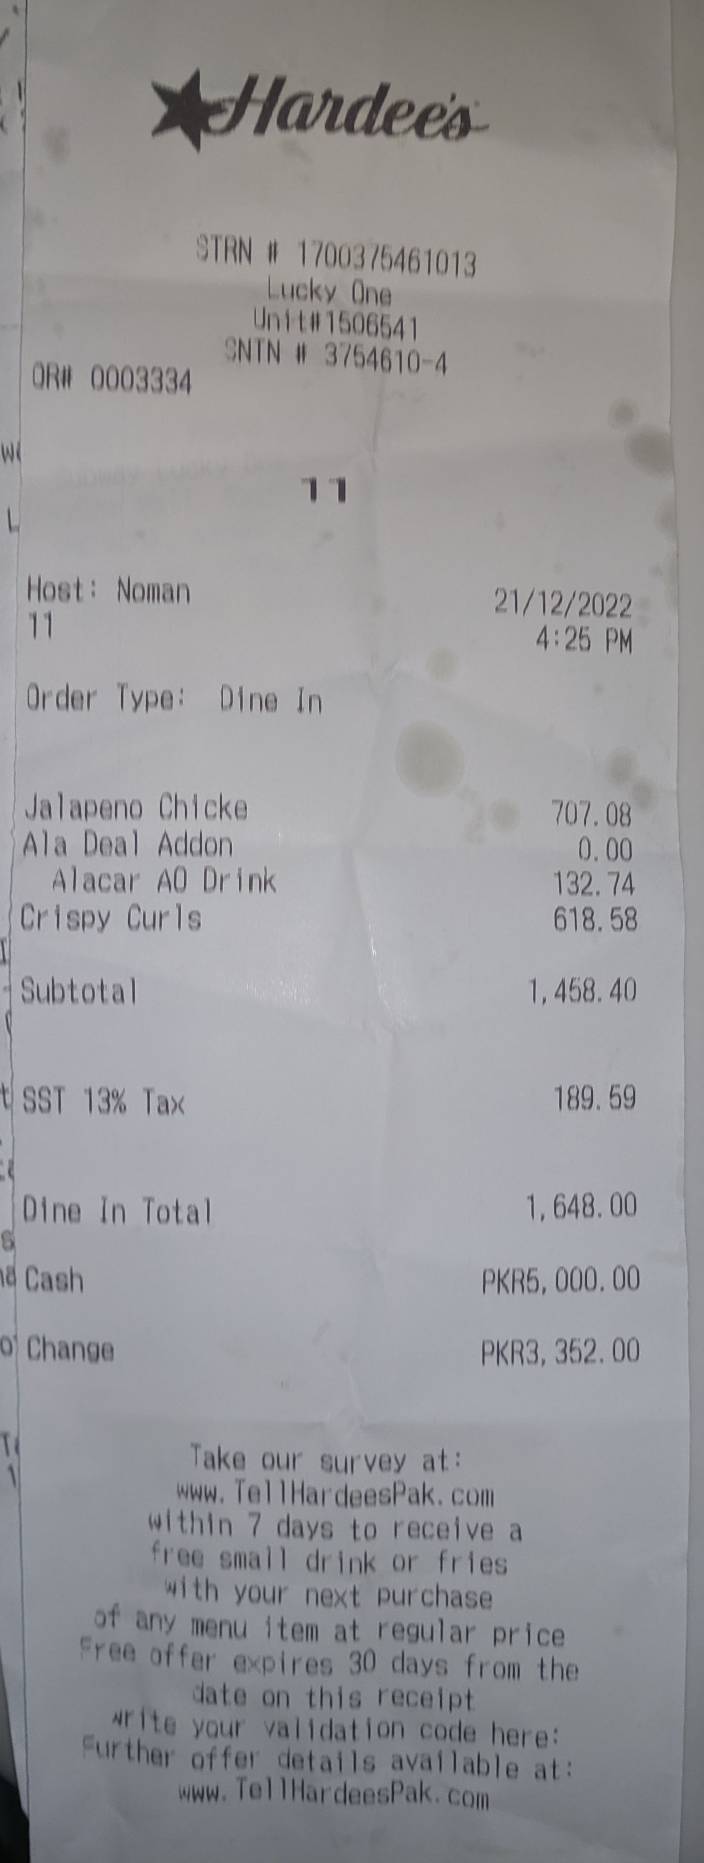 Hardee's
STRN # 1700375461013
Lucky One
Unit#1506541
SNTN # 3754610-4
OR# 0003334
11
Host: Noman
21/12/2022
11
4:25 PM
Order Type: Dine In
Jalapeno Chicke 707.08
Ala Deal Addon 0.00
Alacar AO Drink 132.74
Crispy Curls 618.58
Subtotal 1,458.40
SST 13% Tax 189.59
Dine In Total 1,648.00
Cash PKR5,000.00
Change PKR3,352.00
Take our survey at:
www.TellHardeesPak.com
within 7 days to receive a
free small drink or fries
with your next purchase
of any menu item at regular price
Free offer expires 30 days from the
date on this receipt
write your validation code here:
Further offer details available at:
www.TellHardeesPak.com